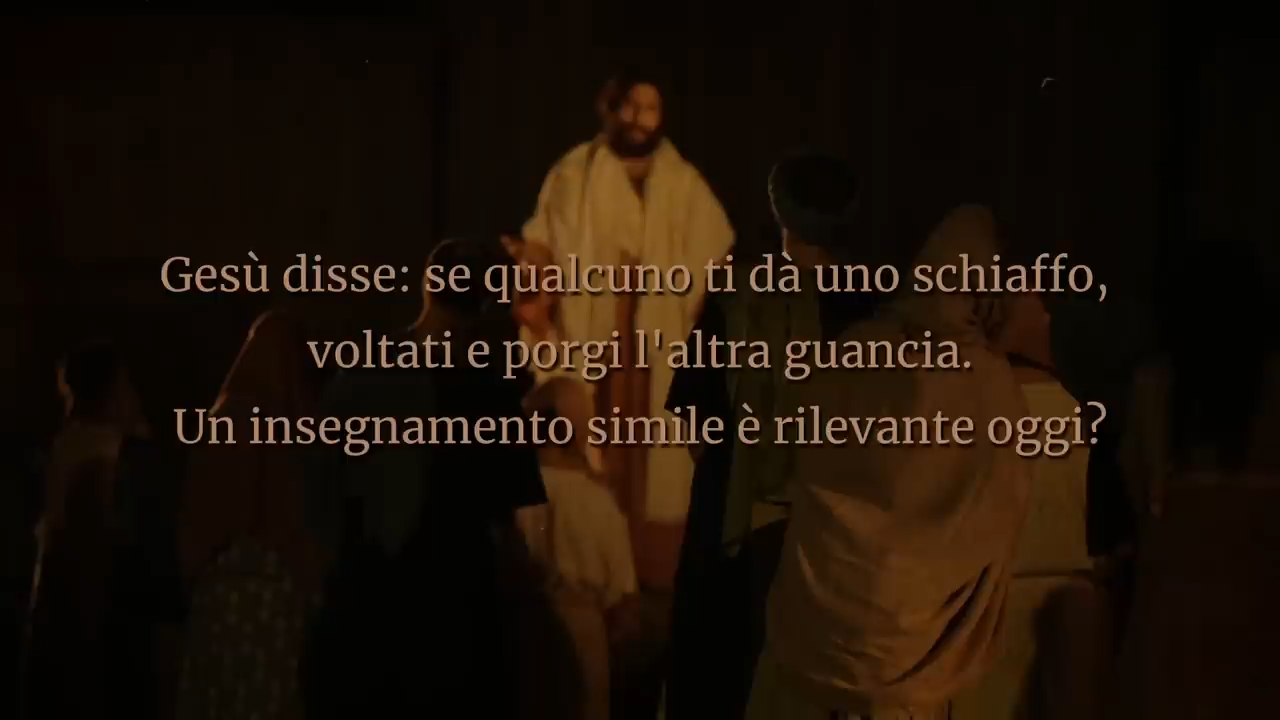 Gesù disse: se qualcuno ti dà uno schiaffo,
voltati e porgi l'altra guancia.
Un insegnamento simile è rilevante oggi?